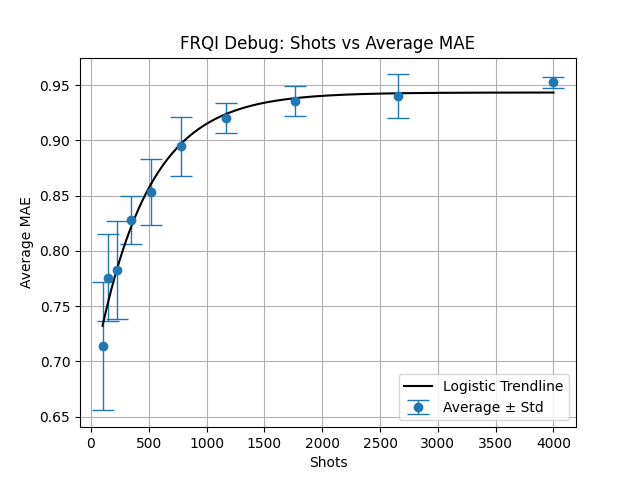 FRQI Debug: Shots vs Average MAE
Average MAE
0.95
0.90
0.85
0.80
0.75
0.70
0.65
Logistic Trendline
Average ± Std
0 500 1000 1500 2000 2500 3000 3500 4000
Shots